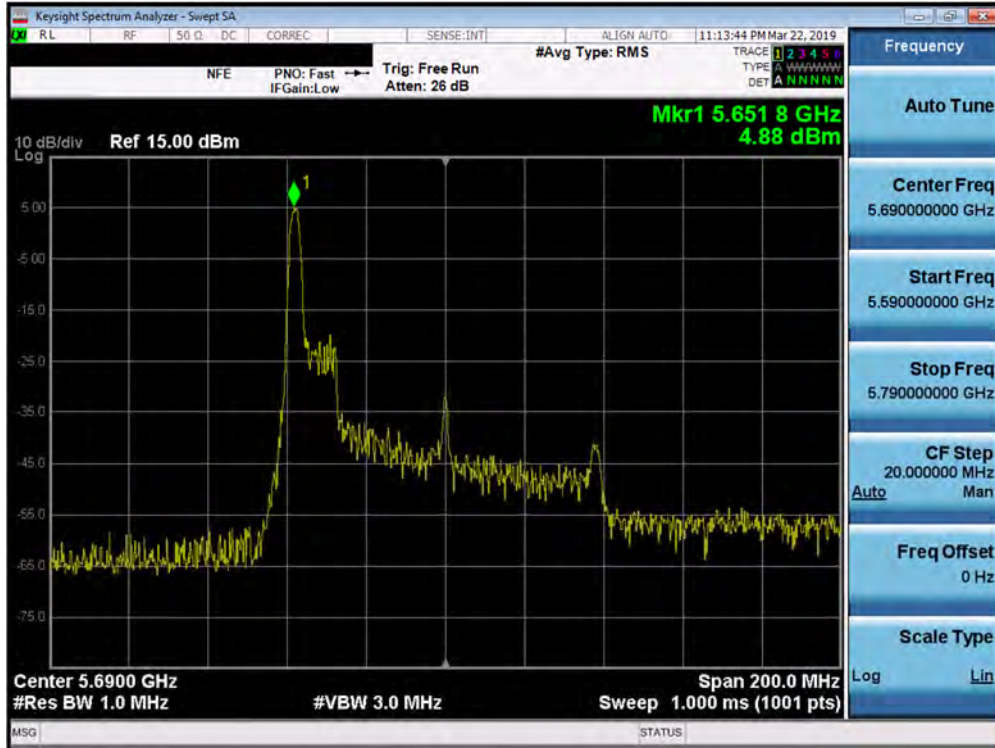 Keysight Spectrum Analyzer - Swept SA
RL RF 50 Ω DC CORREC SENSE:INT ALIGN AUTO 11:13:44 PM Mar 22, 2019
NFE PNO: Fast Trig: Free Run #Avg Type: RMS TRACE 1 2 3 4 5 6
IFGain:Low Atten: 26 dB TYPE A WWWWW
DET A N N N N N
Mkr1 5.651 8 GHz
4.88 dBm
10 dB/div Ref 15.00 dBm
Log
1
5.00
-5.00
-15.0
-25.0
-35.0
-45.0
-55.0
-65.0
-75.0
Center 5.6900 GHz Span 200.0 MHz
#Res BW 1.0 MHz #VBW 3.0 MHz Sweep 1.000 ms (1001 pts)
MSG STATUS
Frequency
Auto Tune
Center Freq
5.690000000 GHz
Start Freq
5.590000000 GHz
Stop Freq
5.790000000 GHz
CF Step
20.000000 MHz
Auto Man
Freq Offset
0 Hz
Scale Type
Log Lin